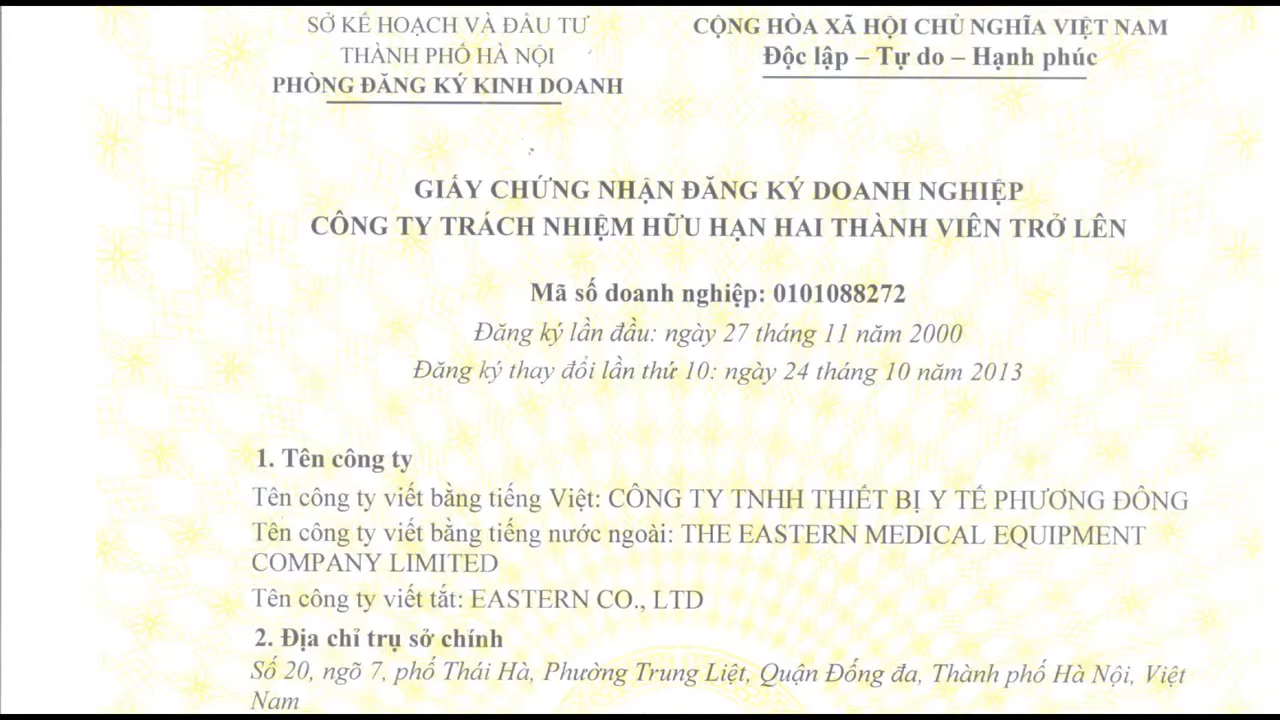 SỞ KẾ HOẠCH VÀ ĐẦU TƯ
THÀNH PHỐ HÀ NỘI
PHÒNG ĐĂNG KÝ KINH DOANH
CỘNG HÒA XÃ HỘI CHỦ NGHĨA VIỆT NAM
Độc lập – Tự do – Hạnh phúc
GIẤY CHỨNG NHẬN ĐĂNG KÝ DOANH NGHIỆP
CÔNG TY TRÁCH NHIỆM HỮU HẠN HAI THÀNH VIÊN TRỞ LÊN
Mã số doanh nghiệp: 0101088272
Đăng ký lần đầu: ngày 27 tháng 11 năm 2000
Đăng ký thay đổi lần thứ 10: ngày 24 tháng 10 năm 2013
1. Tên công ty
Tên công ty viết bằng tiếng Việt: CÔNG TY TNHH THIẾT BỊ Y TẾ PHƯƠNG ĐÔNG
Tên công ty viết bằng tiếng nước ngoài: THE EASTERN MEDICAL EQUIPMENT
COMPANY LIMITED
Tên công ty viết tắt: EASTERN CO., LTD
2. Địa chỉ trụ sở chính
Số 20, ngõ 7, phố Thái Hà, Phường Trung Liệt, Quận Đống đa, Thành phố Hà Nội, Việt
Nam